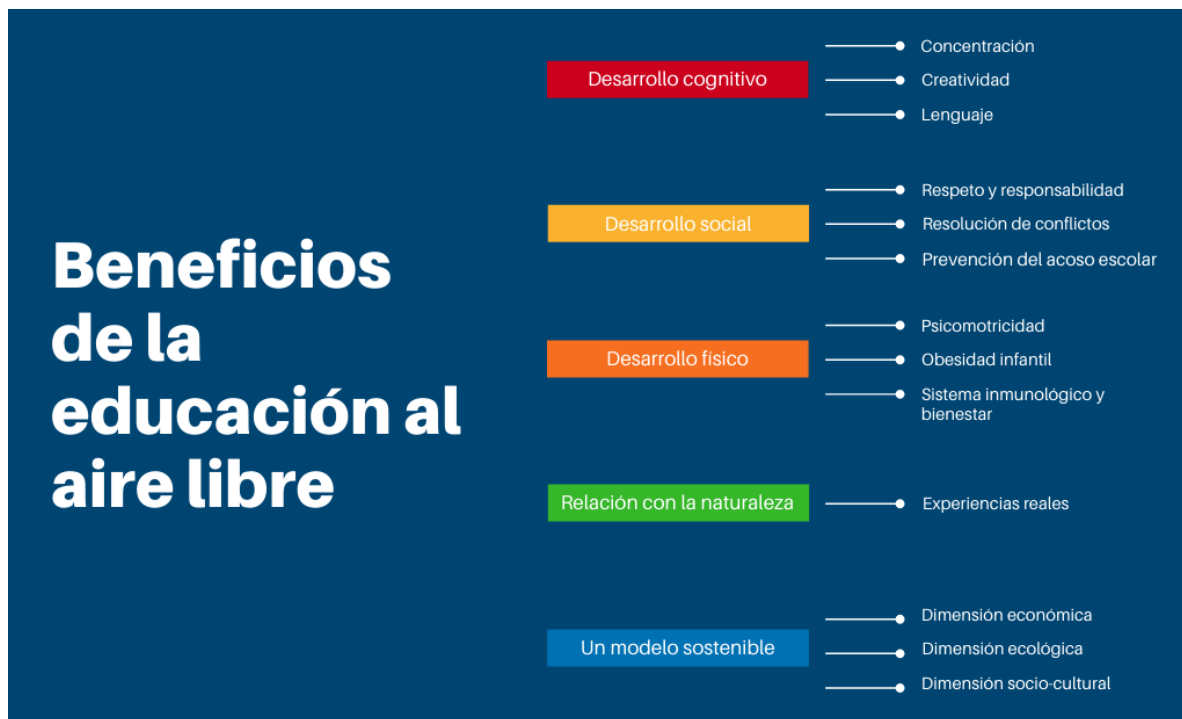 Beneficios
de la
educación al
aire libre
Desarrollo cognitivo
Concentración
Creatividad
Lenguaje
Desarrollo social
Respeto y responsabilidad
Resolución de conflictos
Prevención del acoso escolar
Desarrollo físico
Psicomotricidad
Obesidad infantil
Sistema inmunológico y
bienestar
Relación con la naturaleza
Experiencias reales
Un modelo sostenible
Dimensión económica
Dimensión ecológica
Dimensión socio-cultural